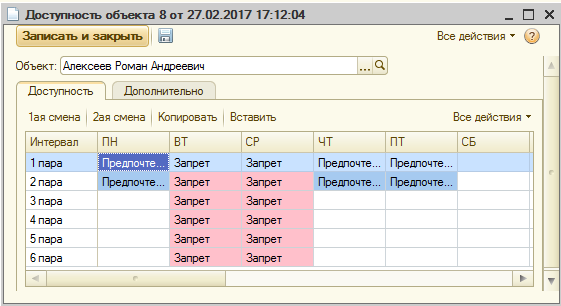 Доступность объекта 8 от 27.02.2017 17:12:04
Записать и закрыть Все действия
Объект: Алексеев Роман Андреевич ...
Доступность Дополнительно
1ая смена 2ая смена Копировать Вставить Все действия
Интервал ПН ВТ СР ЧТ ПТ СБ
1 пара Предпочте... Запрет Запрет Предпочте... Предпочте...
2 пара Предпочте... Запрет Запрет Предпочте... Предпочте...
3 пара Запрет Запрет
4 пара Запрет Запрет
5 пара Запрет Запрет
6 пара Запрет Запрет